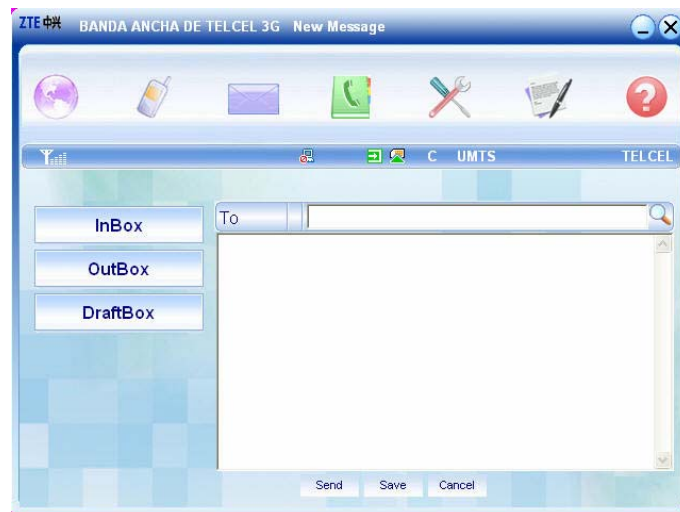 ZTE中兴 BANDA ANCHA DE TELCEL 3G New Message
C UMTS TELCEL
InBox
To
OutBox
DraftBox
Send Save Cancel